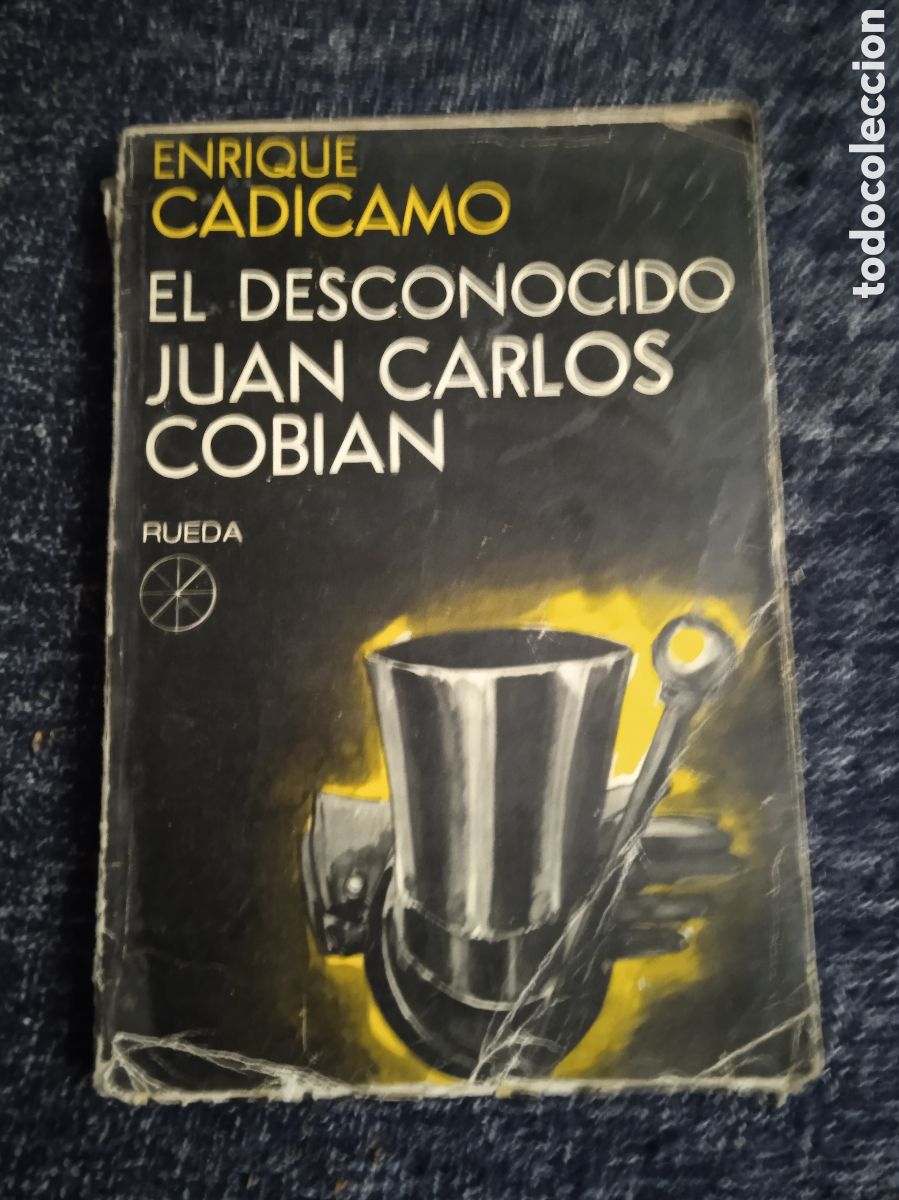 ENRIQUE
CADICAMO
EL DESCONOCIDO
JUAN CARLOS
COBIAN
RUEDA
todocoleccion